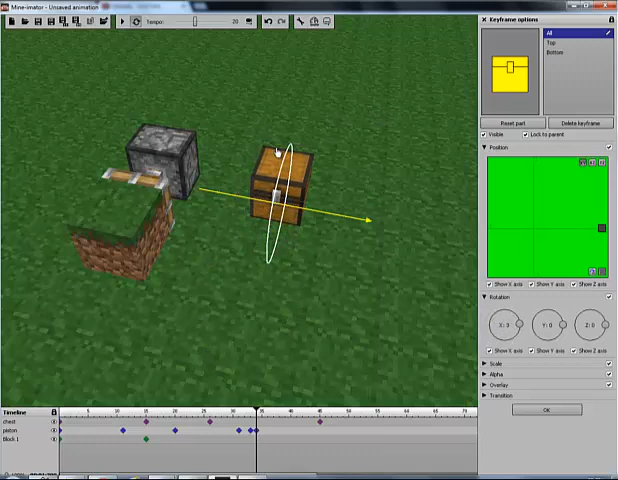 Mine-imator - Unsaved animation
Tempo:
20
Keyframe options
All
Top
Bottom
Reset part
Delete keyframe
Visible
Lock to parent
Position
Show X axis
Show Y axis
Show Z axis
Rotation
X: 3
Y: 0
Z: 0
Show X axis
Show Y axis
Show Z axis
Scale
Alpha
Overlay
Transition
OK
Timeline
5
10
15
20
25
30
35
40
45
50
55
60
65
70
chest
piston
Block 1